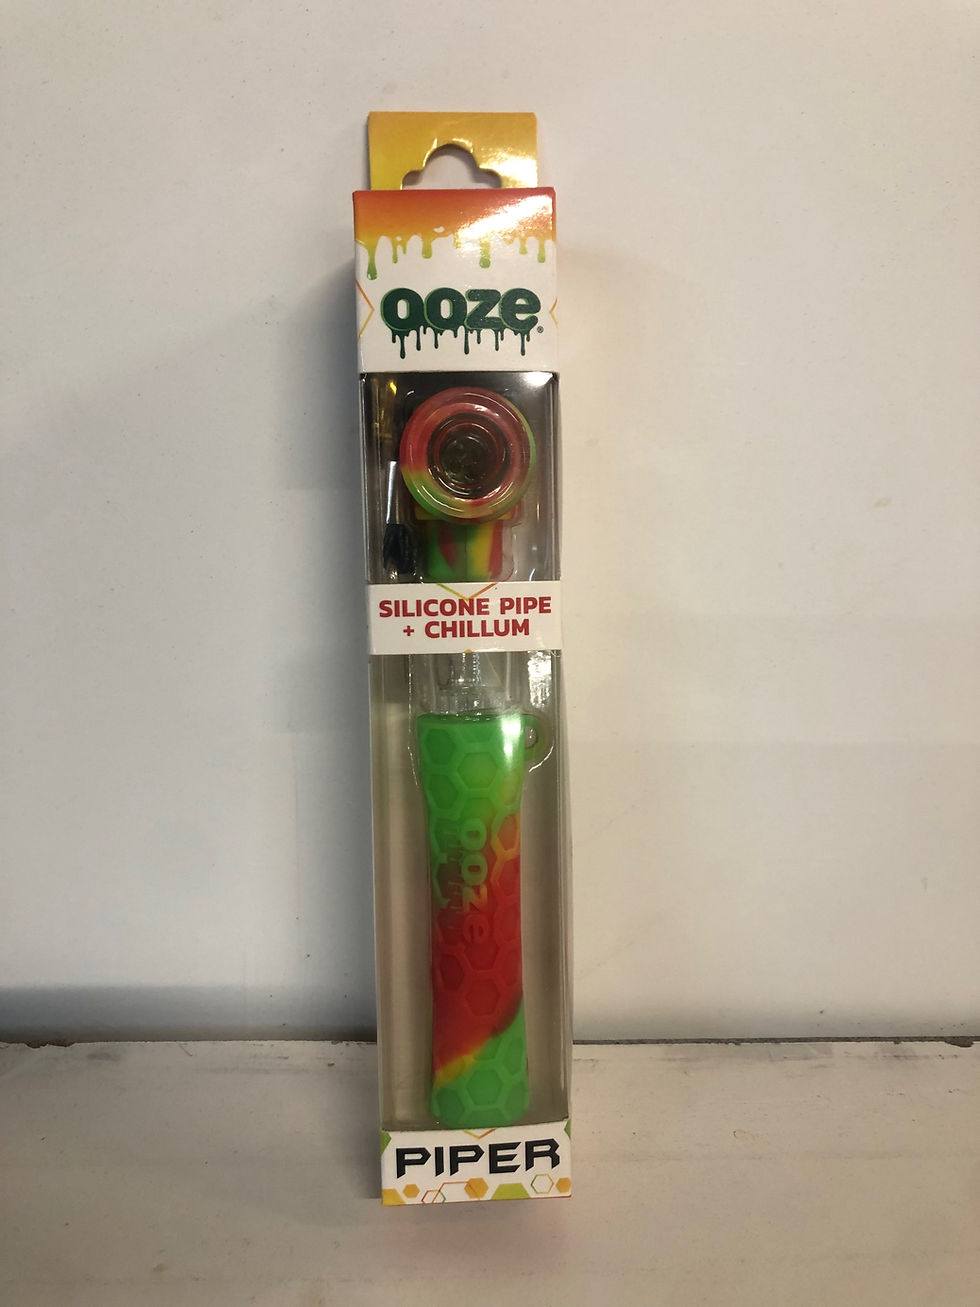 ooze®
SILICONE PIPE
+ CHILLUM
ooze
PIPER